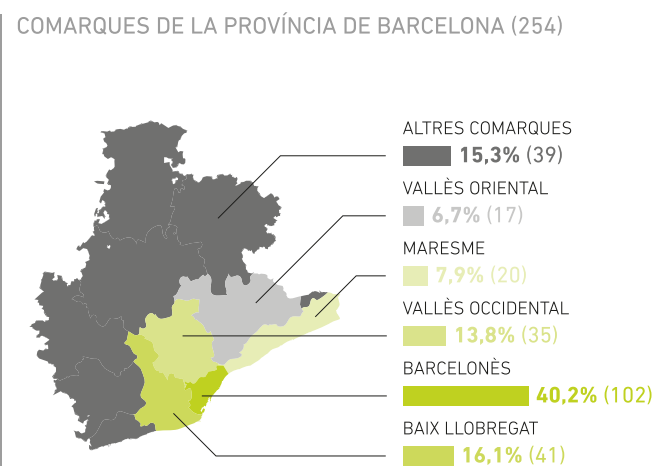 COMARQUES DE LA PROVÍNCIA DE BARCELONA (254)
ALTRES COMARQUES
15,3% (39)
VALLÈS ORIENTAL
6,7% (17)
MARESME
7,9% (20)
VALLÈS OCCIDENTAL
13,8% (35)
BARCELONÈS
40,2% (102)
BAIX LLOBREGAT
16,1% (41)